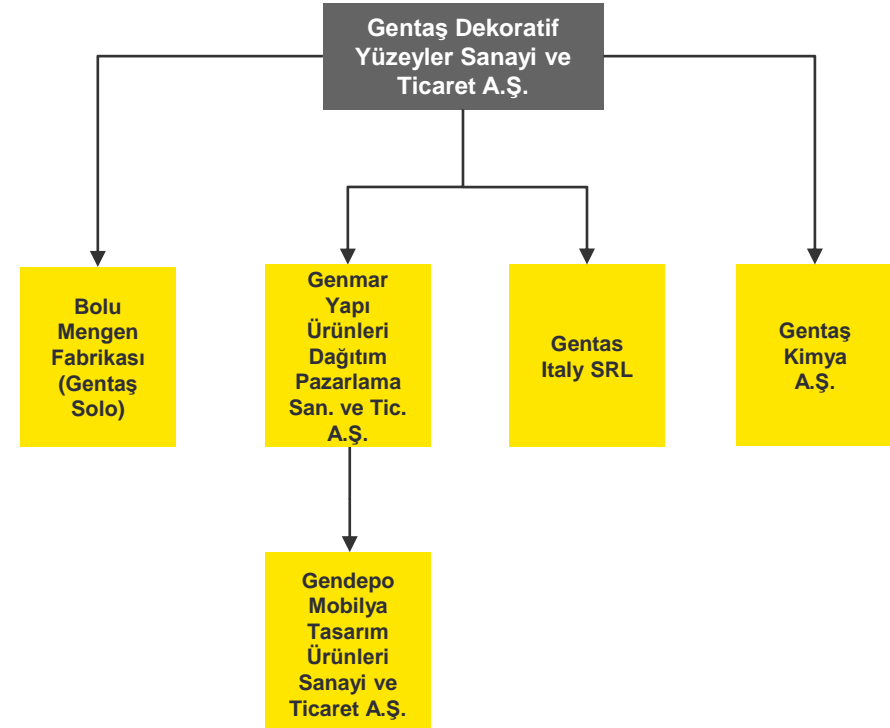 Gentaş Dekoratif
Yüzeyler Sanayi ve
Ticaret A.Ş.
Bolu
Mengen
Fabrikası
(Gentaş
Solo)
Genmar
Yapı
Ürünleri
Dağıtım
Pazarlama
San. ve Tic.
A.Ş.
Gentas
Italy SRL
Gentaş
Kimya
A.Ş.
Gendepo
Mobilya
Tasarım
Ürünleri
Sanayi ve
Ticaret A.Ş.